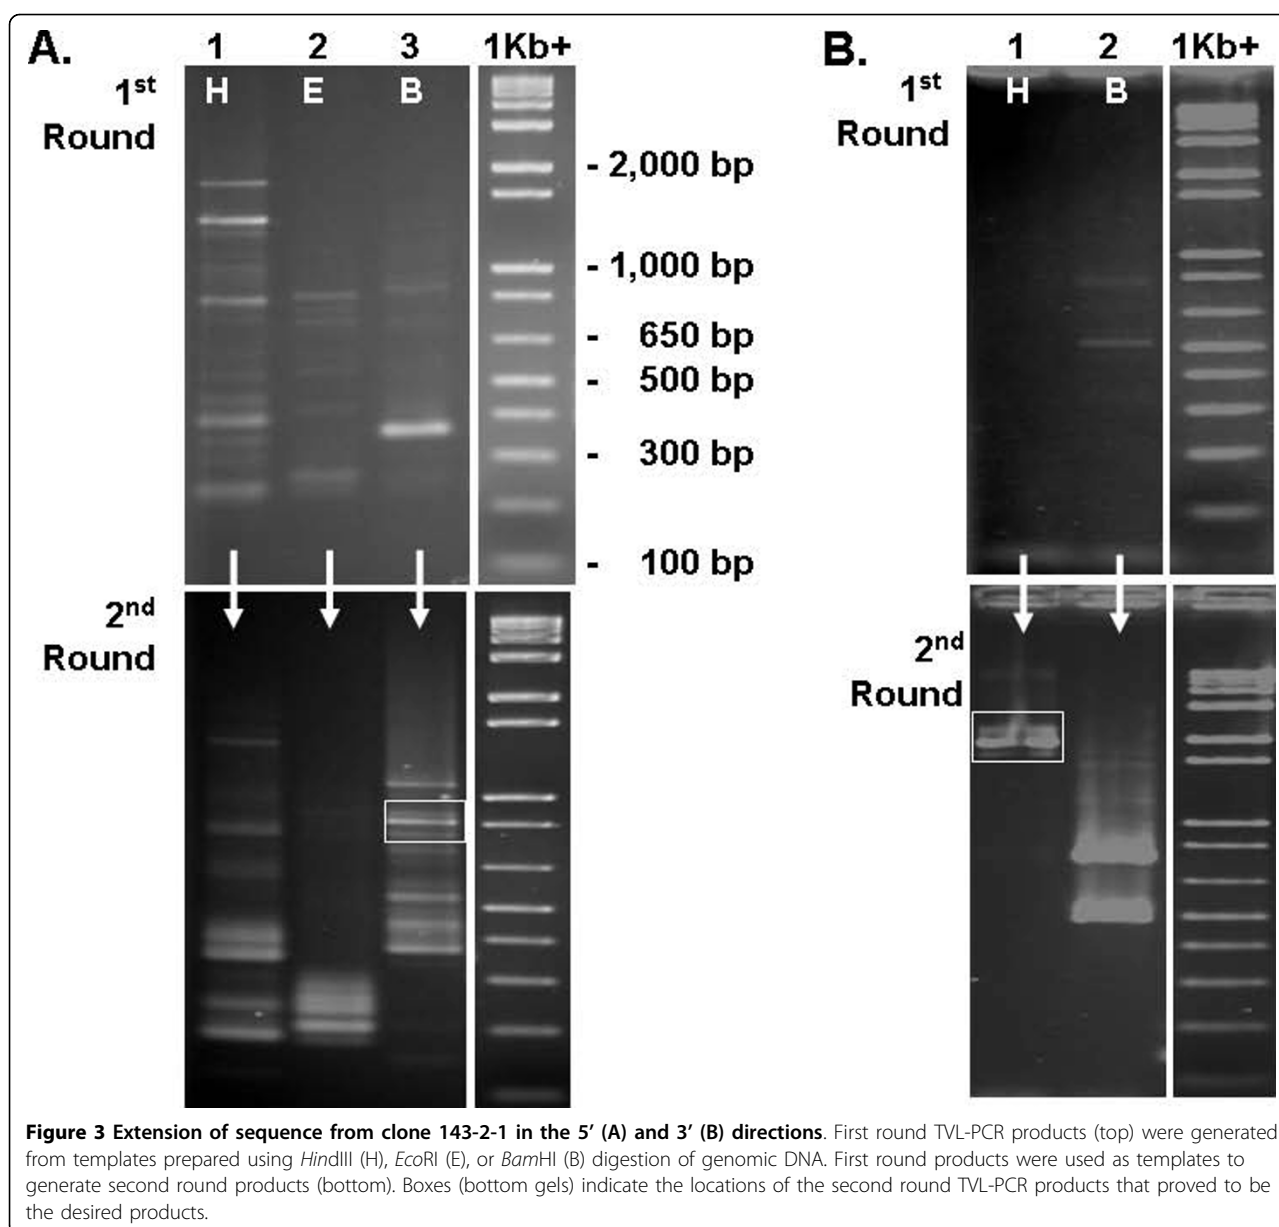 A. 1 2 3 1Kb+
H E B
1st
Round
- 2,000 bp
- 1,000 bp
- 650 bp
- 500 bp
- 300 bp
- 100 bp
2nd
Round
B. 1 2 1Kb+
H B
1st
Round
2nd
Round
Figure 3 Extension of sequence from clone 143-2-1 in the 5′ (A) and 3′ (B) directions. First round TVL-PCR products (top) were generated
from templates prepared using HindIII (H), EcoRI (E), or BamHI (B) digestion of genomic DNA. First round products were used as templates to
generate second round products (bottom). Boxes (bottom gels) indicate the locations of the second round TVL-PCR products that proved to be
the desired products.